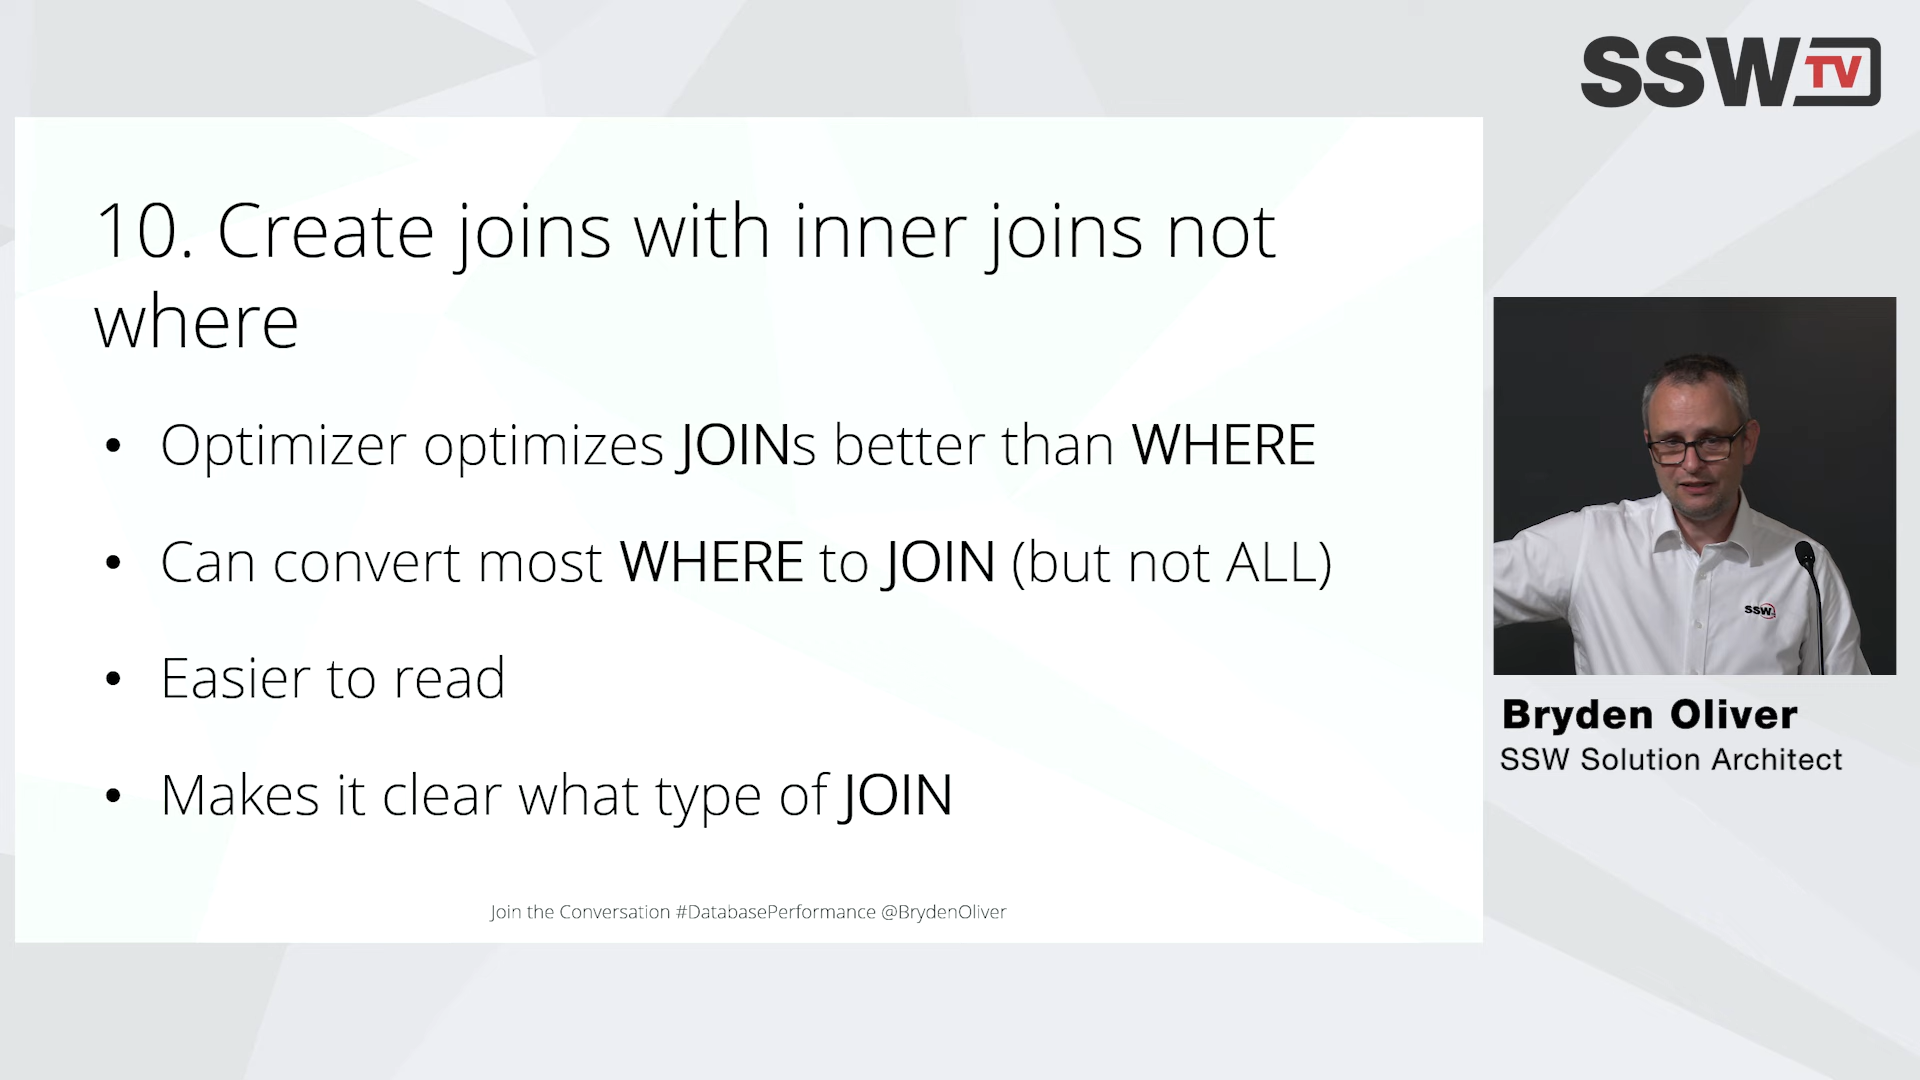 SSW TV
10. Create joins with inner joins not
where
• Optimizer optimizes JOINs better than WHERE
• Can convert most WHERE to JOIN (but not ALL)
• Easier to read
• Makes it clear what type of JOIN
Join the Conversation #DatabasePerformance @BrydenOliver
SSW
Bryden Oliver
SSW Solution Architect